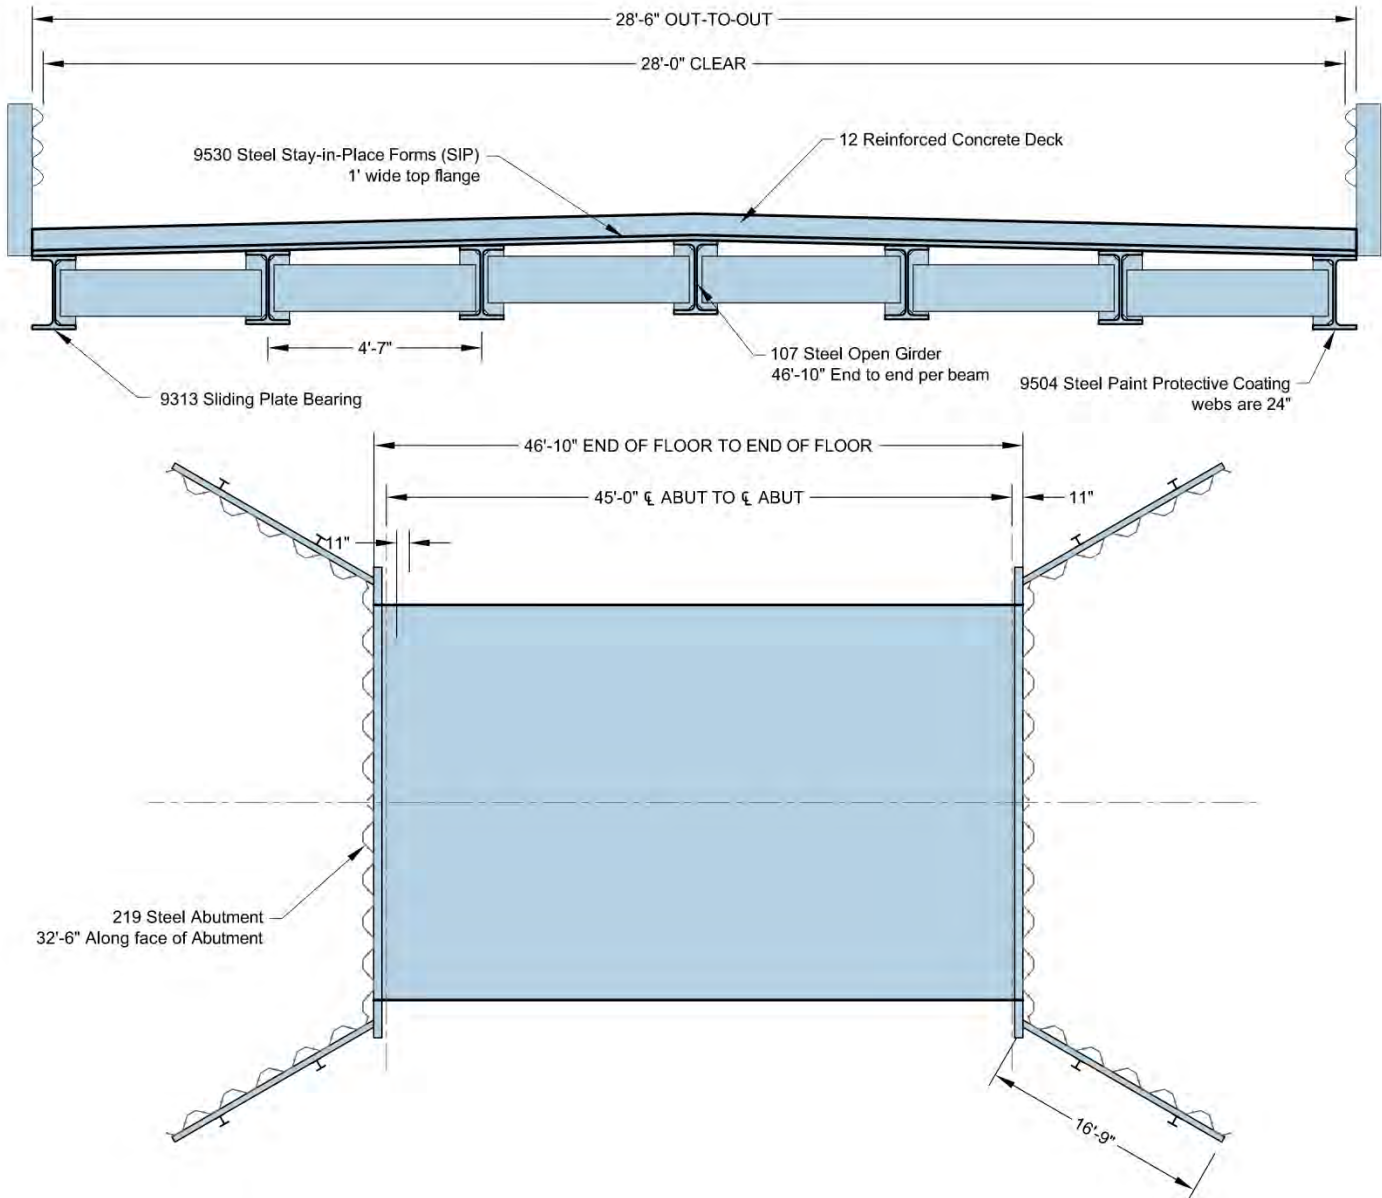 28'-6" OUT-TO-OUT
28'-0" CLEAR
9530 Steel Stay-in-Place Forms (SIP)
1' wide top flange
12 Reinforced Concrete Deck
4'-7"
107 Steel Open Girder
46'-10" End to end per beam
9313 Sliding Plate Bearing
9504 Steel Paint Protective Coating
webs are 24"
46'-10" END OF FLOOR TO END OF FLOOR
45'-0" ℄ ABUT TO ℄ ABUT
11"
11"
219 Steel Abutment
32'-6" Along face of Abutment
16'-9"